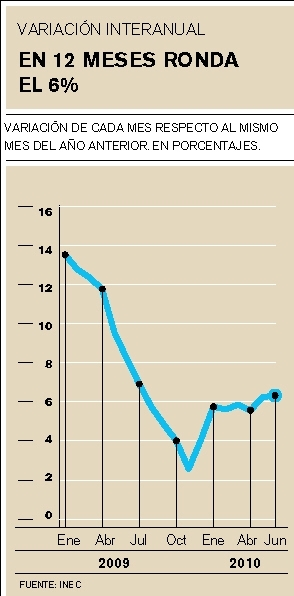 VARIACIÓN INTERANUAL
EN 12 MESES RONDA
EL 6%
VARIACIÓN DE CADA MES RESPECTO AL MISMO
MES DEL AÑO ANTERIOR. EN PORCENTAJES.
16
14
12
10
8
6
4
2
0
Ene Abr Jul Oct Ene Abr Jun
2009 2010
FUENTE: INEC